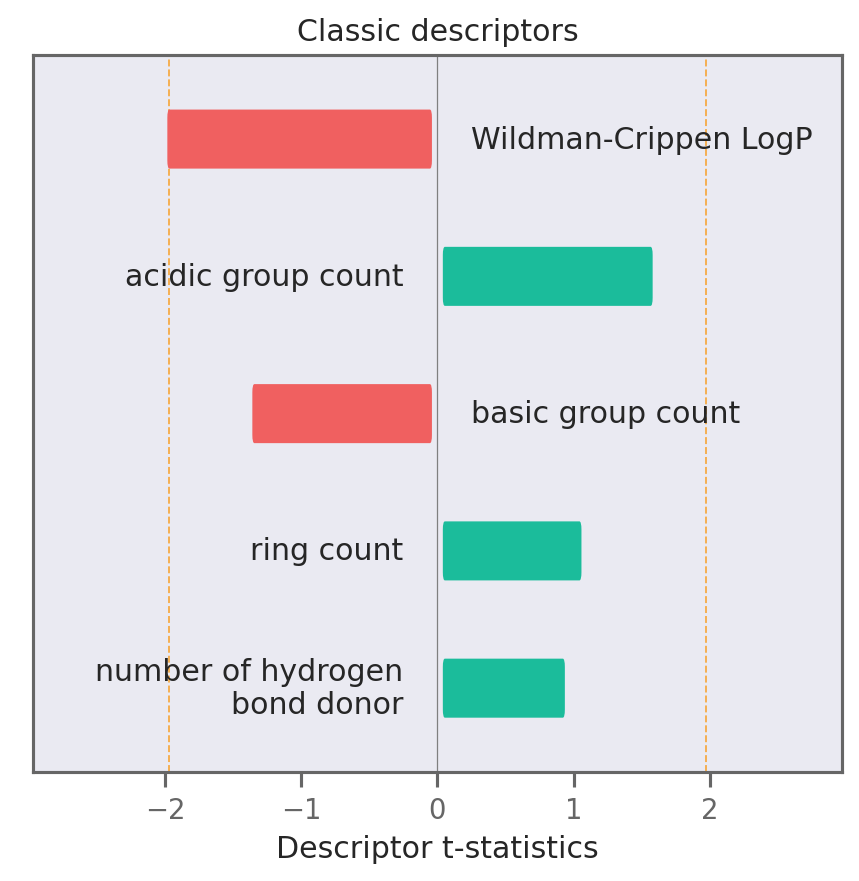 Classic descriptors
Wildman-Crippen LogP
acidic group count
basic group count
ring count
number of hydrogen
bond donor
−2 −1 0 1 2
Descriptor t-statistics